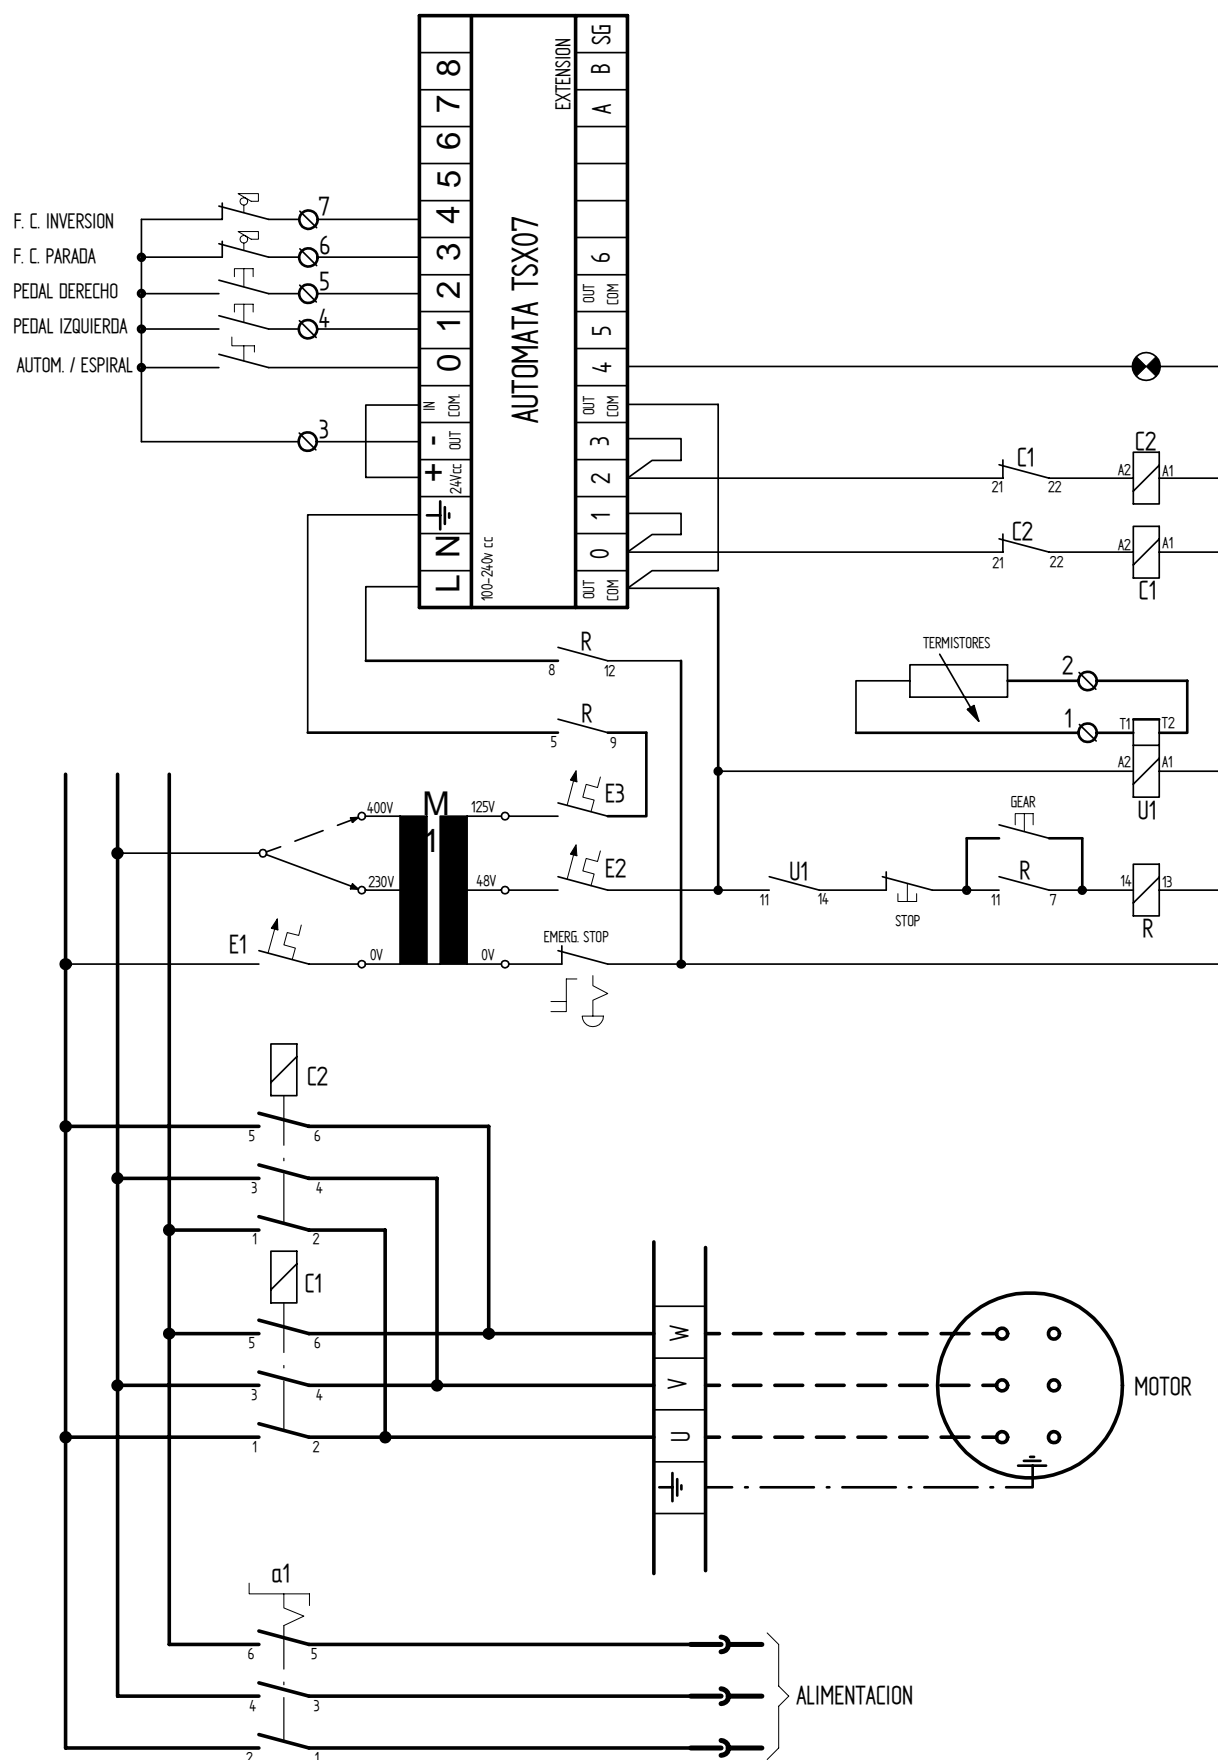 SG
B
A
EXTENSION
8
7
6
5
4
3
2
1
0
IN COM.
- OUT
+ 24Vcc
N
L
AUTOMATA TSX07
100-240v cc
6
OUT COM
5
4
OUT COM
3
2
1
0
OUT COM
F. C. INVERSION
7
F. C. PARADA
6
PEDAL DERECHO
5
PEDAL IZQUIERDA
4
AUTOM. / ESPIRAL
3
C1
21
22
C2
A2
A1
C2
21
22
A2
A1
C1
R
8
12
TERMISTORES
2
1
T1
T2
R
5
9
A2
A1
U1
M
1
400V
125V
E3
GEAR
230V
48V
E2
U1
11
14
STOP
R
11
7
14
13
R
E1
0V
0V
EMERG. STOP
C2
5
6
3
4
1
2
C1
5
6
3
4
1
2
W
V
U
MOTOR
a1
6
5
4
3
2
1
ALIMENTACION